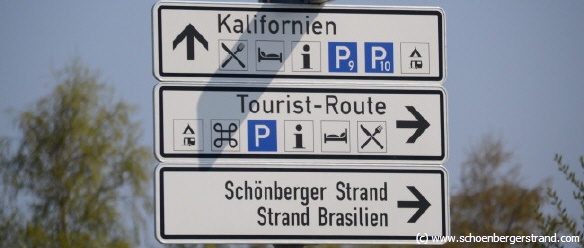 Kalifornien
P9 P10
Tourist-Route
P
Schönberger Strand
Strand Brasilien
(c) www.schoenbergerstrand.com